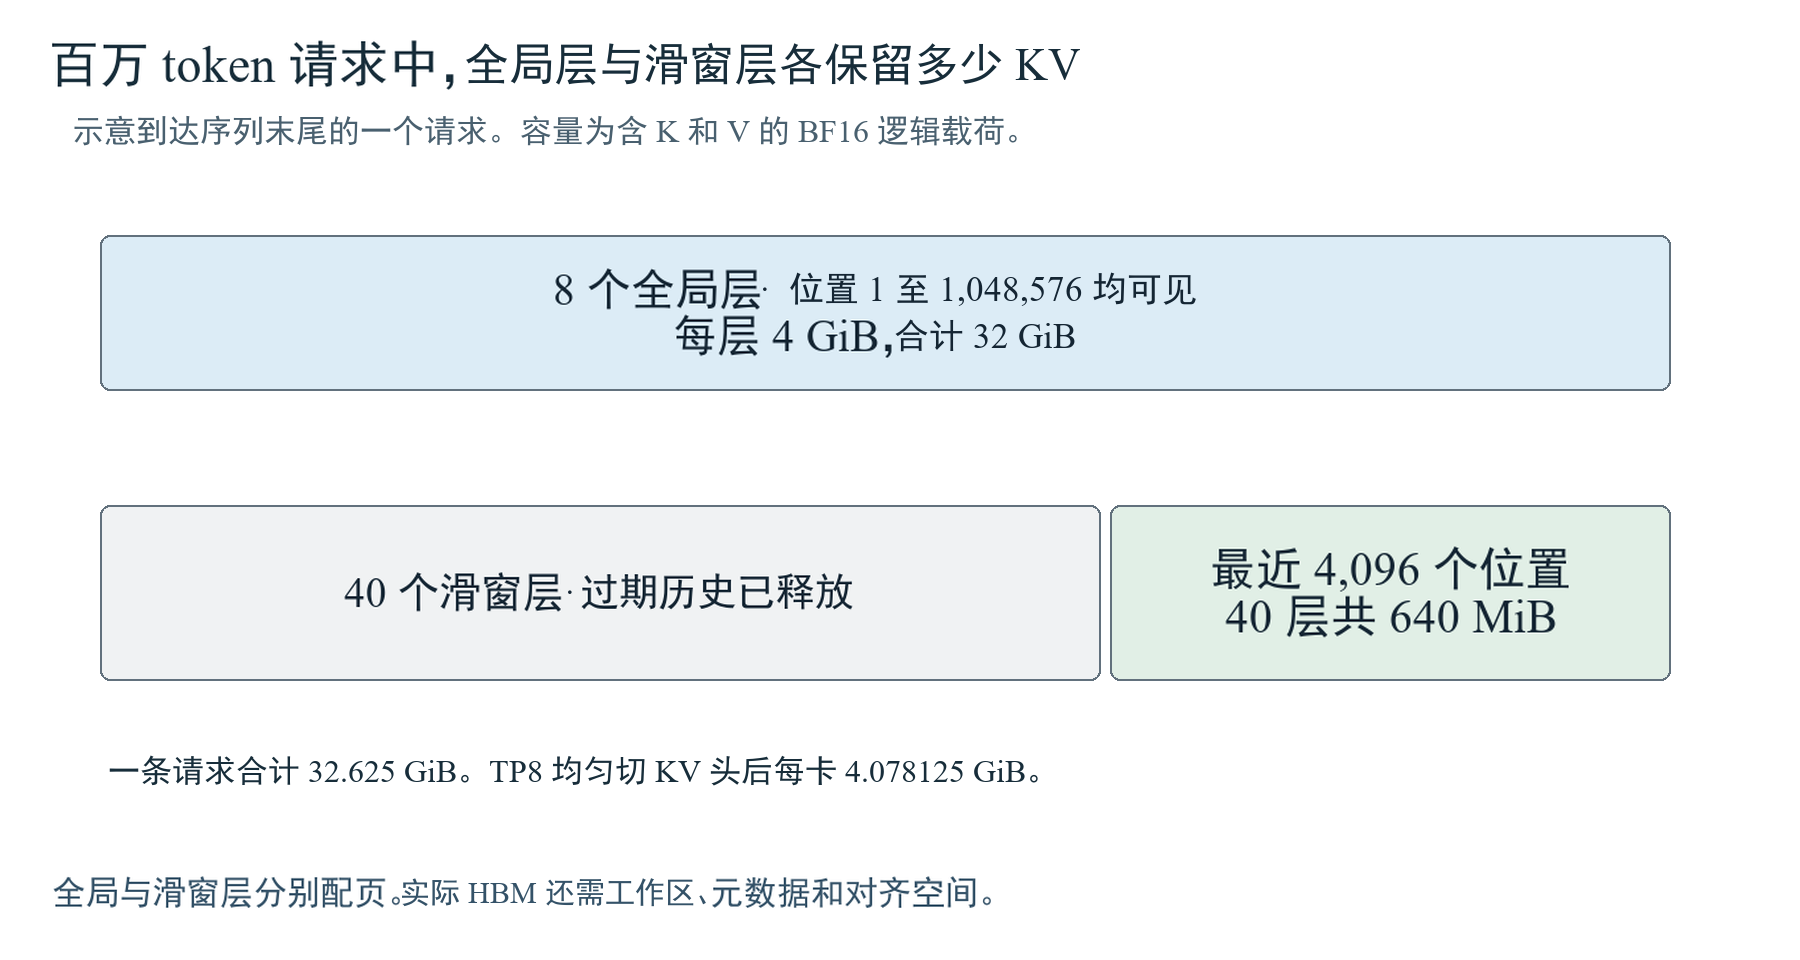 百万 token 请求中,全局层与滑窗层各保留多少 KV
示意到达序列末尾的一个请求。容量为含 K 和 V 的 BF16 逻辑载荷。
8 个全局层· 位置 1 至 1,048,576 均可见
每层 4 GiB,合计 32 GiB
40 个滑窗层· 过期历史已释放
最近 4,096 个位置
40 层共 640 MiB
一条请求合计 32.625 GiB。TP8 均匀切 KV 头后每卡 4.078125 GiB。
全局与滑窗层分别配页。实际 HBM 还需工作区、元数据和对齐空间。